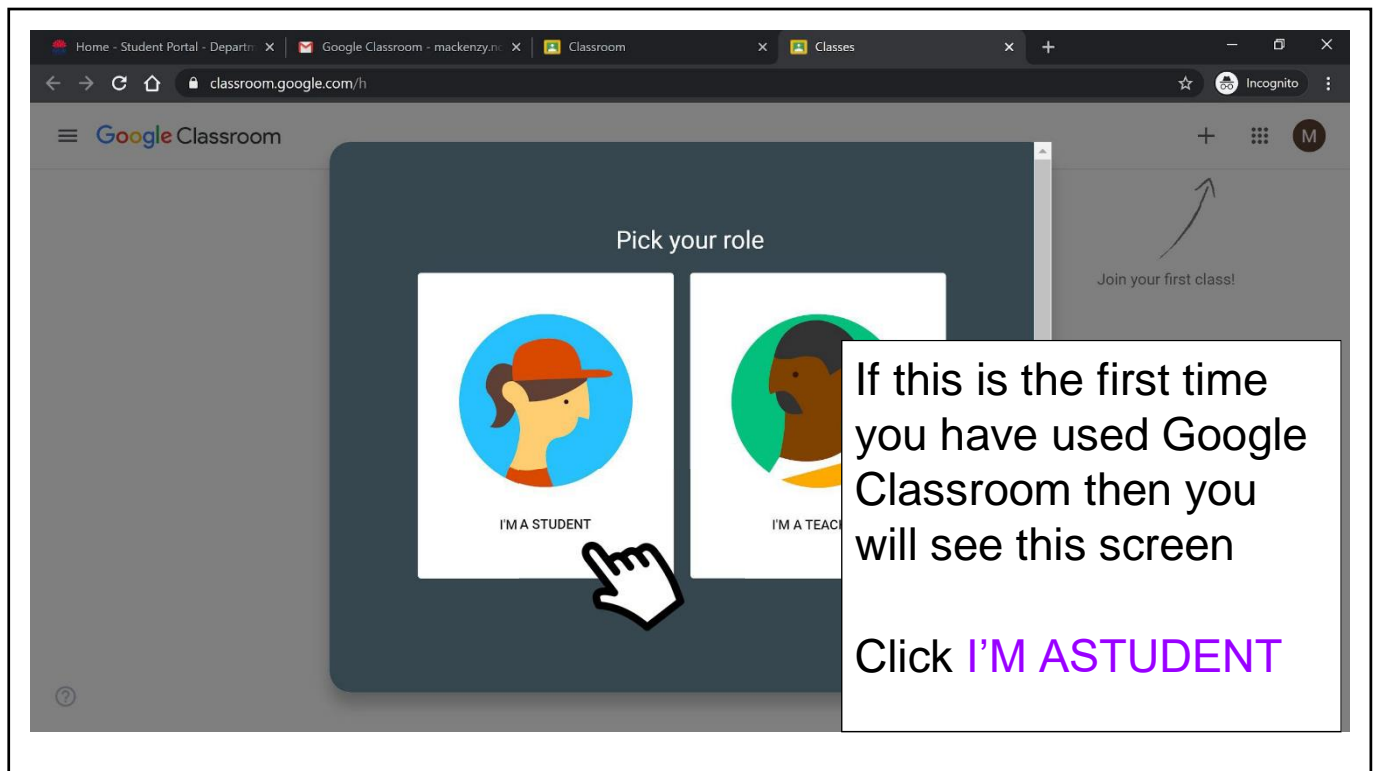 Home - Student Portal - Departm
Google Classroom - mackenzy.no
Classroom
Classes
classroom.google.com/h
Incognito
Google Classroom
M
Pick your role
Join your first class!
I'M A STUDENT
I'M A TEACH
If this is the first time
you have used Google
Classroom then you
will see this screen
Click I’M ASTUDENT